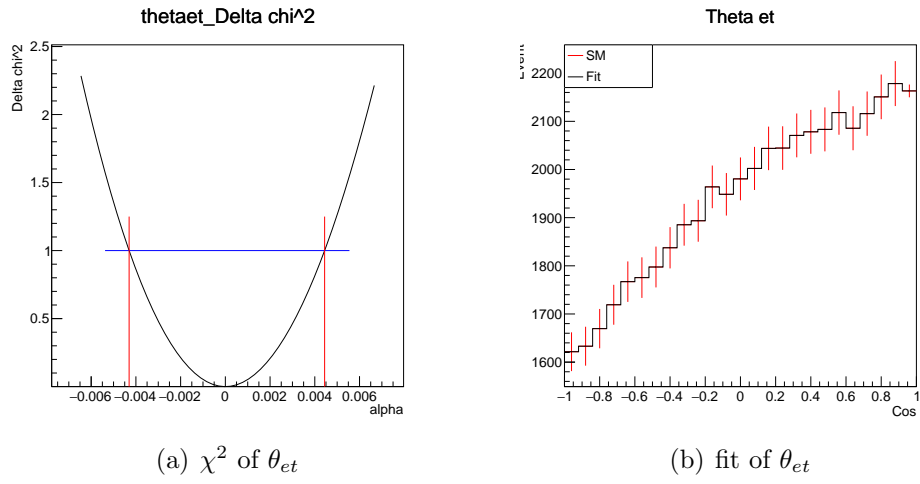 thetaet_Delta chi^2
Delta chi^2
2.5
2
1.5
1
0.5
−0.006 −0.004 −0.002 0 0.002 0.004 0.006
alpha
(a) χ² of θ_et
Theta et
SM
Fit
2200
2100
2000
1900
1800
1700
1600
−1 −0.8 −0.6 −0.4 −0.2 0 0.2 0.4 0.6 0.8 1
Cos
(b) fit of θ_et